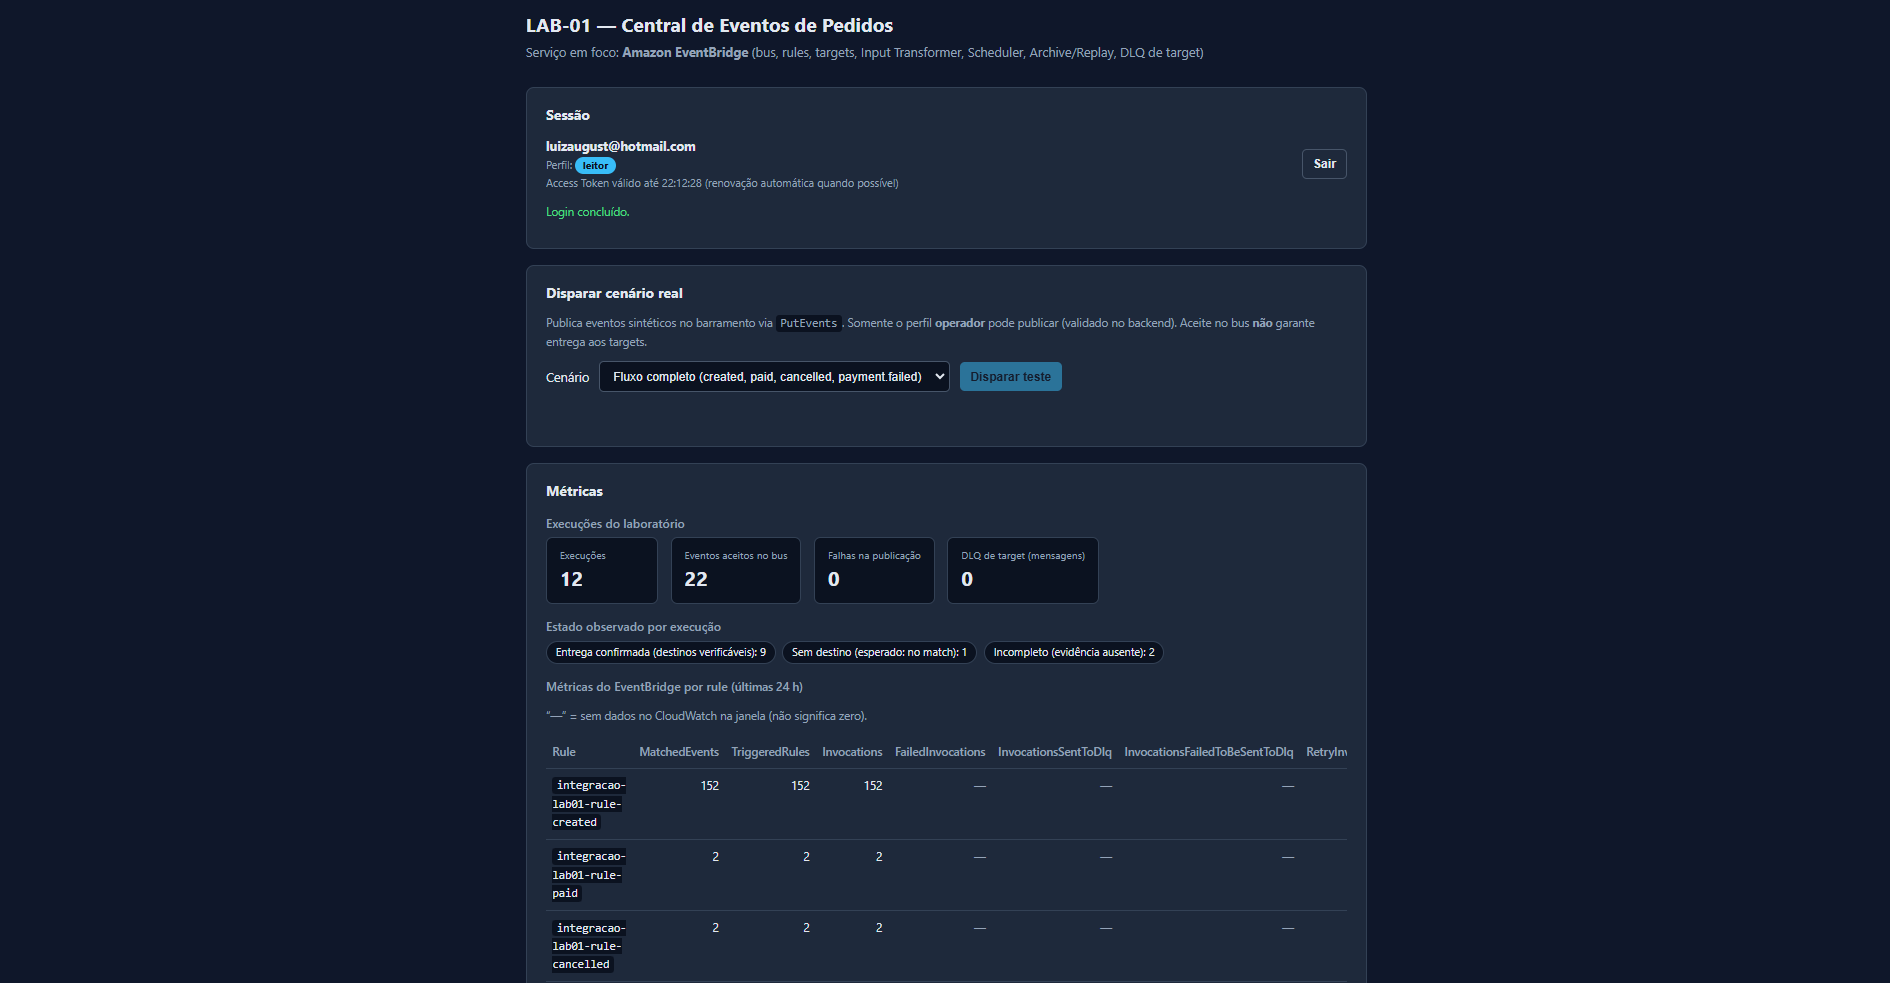 LAB-01 — Central de Eventos de Pedidos
Serviço em foco: Amazon EventBridge (bus, rules, targets, Input Transformer, Scheduler, Archive/Replay, DLQ de target)
Sessão
luizaugust@hotmail.com
Perfil: leitor
Access Token válido até 22:12:28 (renovação automática quando possível)
Sair
Login concluído.
Disparar cenário real
Publica eventos sintéticos no barramento via PutEvents. Somente o perfil operador pode publicar (validado no backend). Aceite no bus não garante
entrega aos targets.
Cenário Fluxo completo (created, paid, cancelled, payment.failed) Disparar teste
Métricas
Execuções do laboratório
Execuções Eventos aceitos no bus Falhas na publicação DLQ de target (mensagens)
12 22 0 0
Estado observado por execução
Entrega confirmada (destinos verificáveis): 9 Sem destino (esperado: no match): 1 Incompleto (evidência ausente): 2
Métricas do EventBridge por rule (últimas 24 h)
“—” = sem dados no CloudWatch na janela (não significa zero).
Rule MatchedEvents TriggeredRules Invocations FailedInvocations InvocationsSentToDlq InvocationsFailedToBeSentToDlq RetryInv
integracao- 152 152 152 — — —
lab01-rule-
created
integracao- 2 2 2 — — —
lab01-rule-
paid
integracao- 2 2 2 — — —
lab01-rule-
cancelled